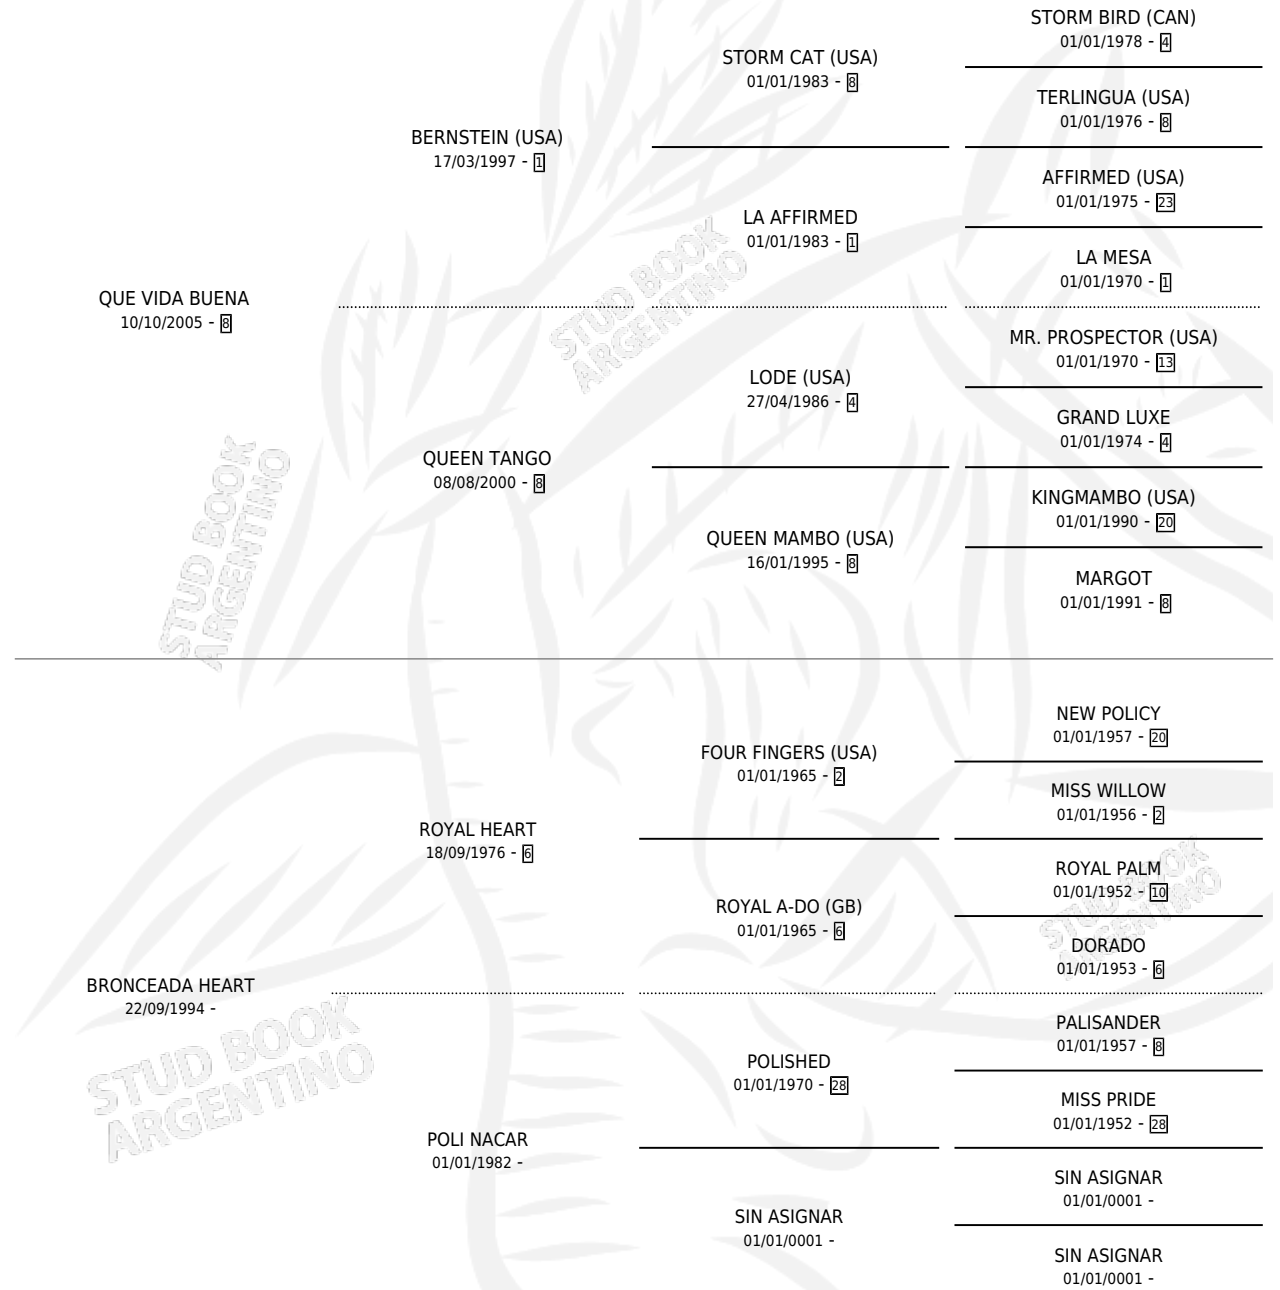 STORM BIRD (CAN)
01/01/1978 - 4
STORM CAT (USA)
01/01/1983 - 8
TERLINGUA (USA)
01/01/1976 - 8
BERNSTEIN (USA)
17/03/1997 - 1
AFFIRMED (USA)
01/01/1975 - 23
LA AFFIRMED
01/01/1983 - 1
LA MESA
01/01/1970 - 1
QUE VIDA BUENA
10/10/2005 - 8
MR. PROSPECTOR (USA)
01/01/1970 - 13
LODE (USA)
27/04/1986 - 4
GRAND LUXE
01/01/1974 - 4
QUEEN TANGO
08/08/2000 - 8
KINGMAMBO (USA)
01/01/1990 - 20
QUEEN MAMBO (USA)
16/01/1995 - 8
MARGOT
01/01/1991 - 8
NEW POLICY
01/01/1957 - 20
FOUR FINGERS (USA)
01/01/1965 - 2
MISS WILLOW
01/01/1956 - 2
ROYAL HEART
18/09/1976 - 6
ROYAL PALM
01/01/1952 - 10
ROYAL A-DO (GB)
01/01/1965 - 6
DORADO
01/01/1953 - 6
BRONCEADA HEART
22/09/1994 -
PALISANDER
01/01/1957 - 8
POLISHED
01/01/1970 - 28
MISS PRIDE
01/01/1952 - 28
POLI NACAR
01/01/1982 -
SIN ASIGNAR
01/01/0001 -
SIN ASIGNAR
01/01/0001 -
SIN ASIGNAR
01/01/0001 -
STUD BOOK
ARGENTINO
STUD BOOK
ARGENTINO
STUD BOOK
ARGENTINO
STUD BOOK
ARGENTINO